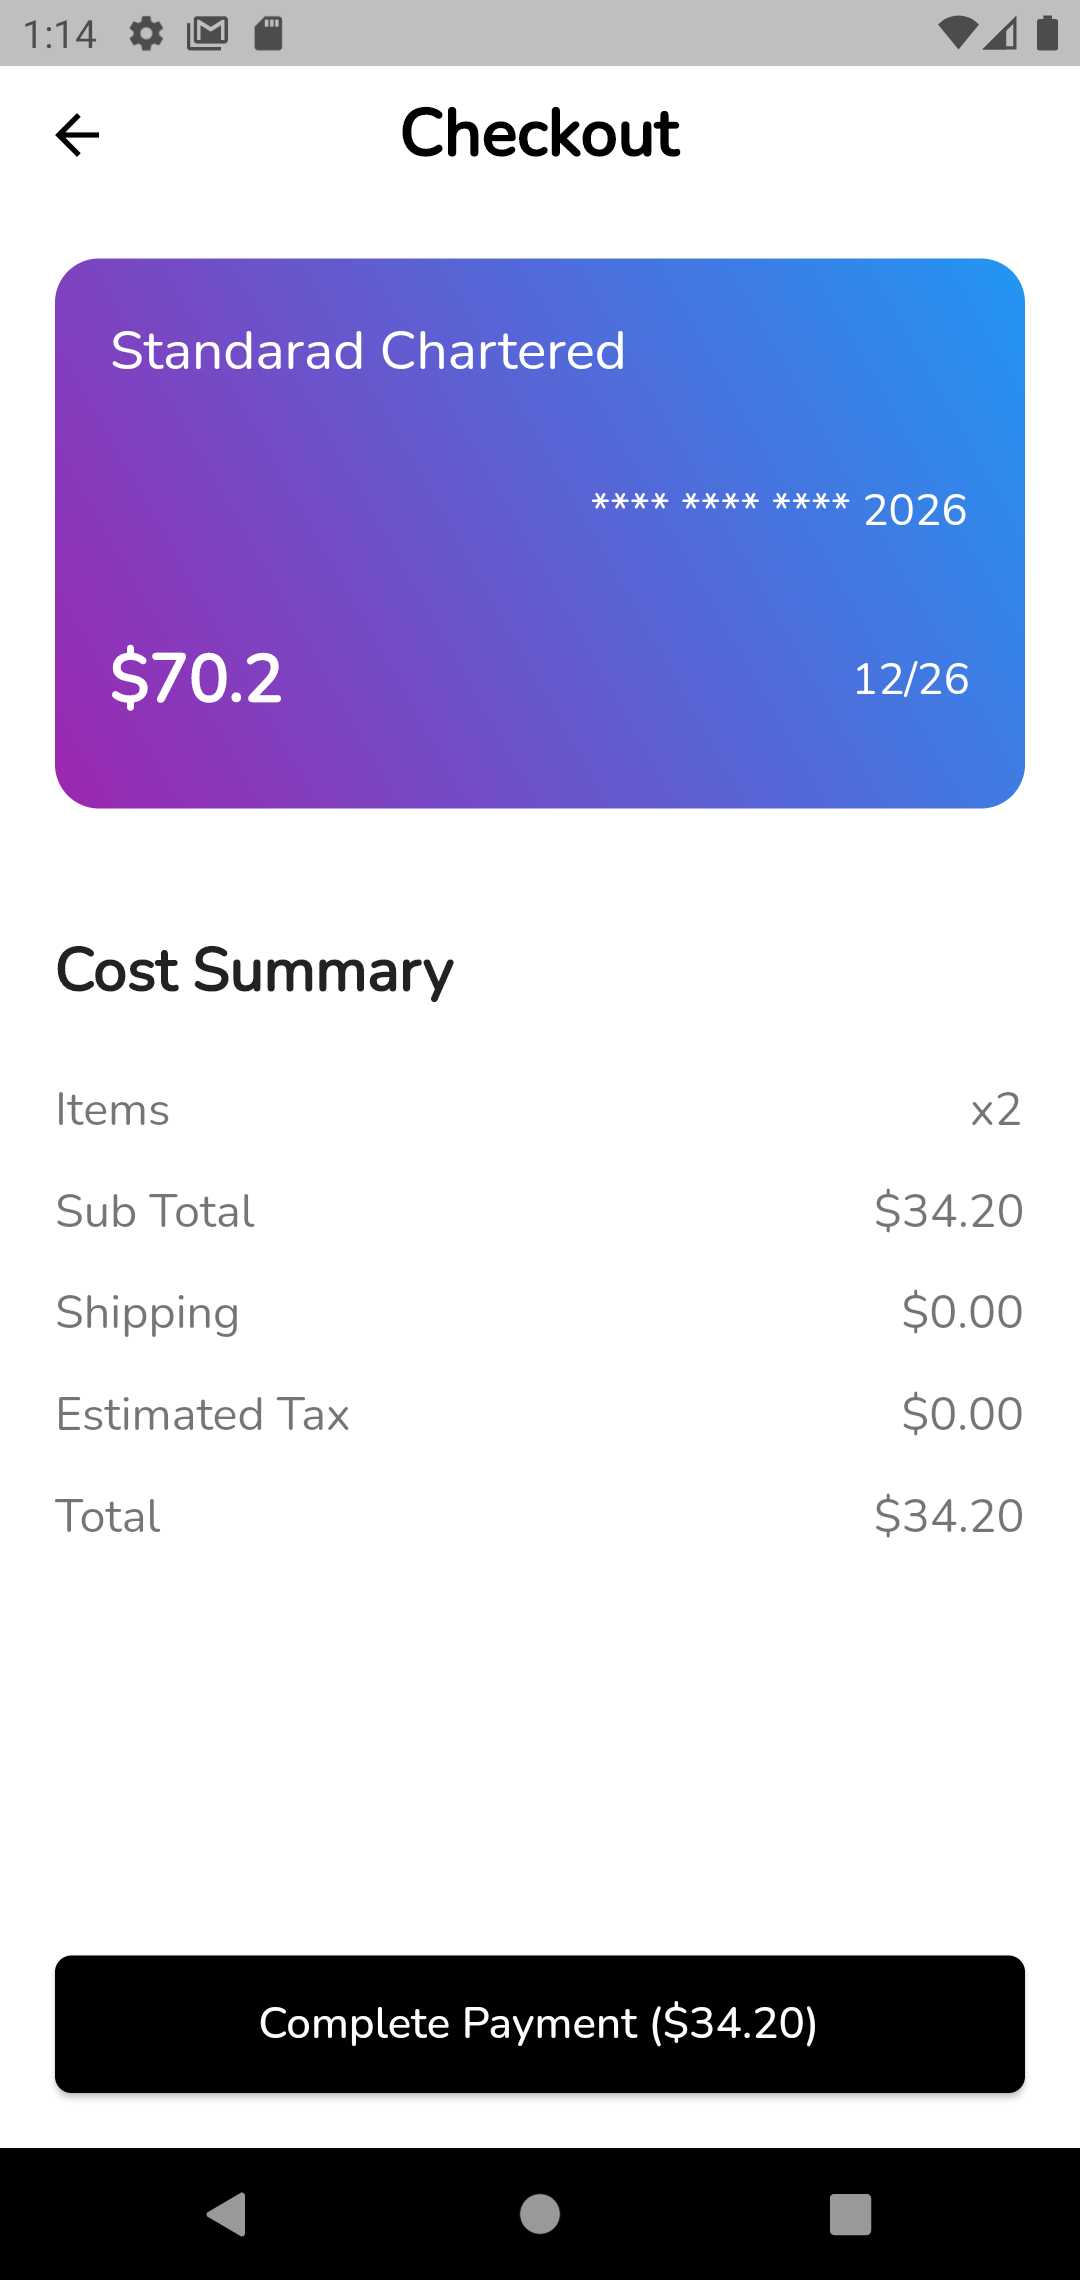 1:14
Checkout
Standarad Chartered
**** **** **** 2026
$70.2 12/26
Cost Summary
Items x2
Sub Total $34.20
Shipping $0.00
Estimated Tax $0.00
Total $34.20
Complete Payment ($34.20)